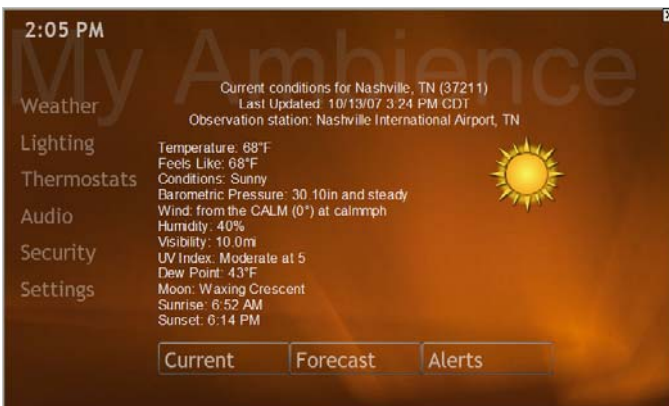 2:05 PM
My Ambience
Current conditions for Nashville, TN (37211)
Last Updated: 10/13/07 3:24 PM CDT
Observation station: Nashville International Airport, TN
Weather
Lighting
Thermostats
Audio
Security
Settings
Temperature: 68°F
Feels Like: 68°F
Conditions: Sunny
Barometric Pressure: 30.10in and steady
Wind: from the CALM (0°) at calmmph
Humidity: 40%
Visibility: 10.0mi
UV Index: Moderate at 5
Dew Point: 43°F
Moon: Waxing Crescent
Sunrise: 6:52 AM
Sunset: 6:14 PM
Current
Forecast
Alerts